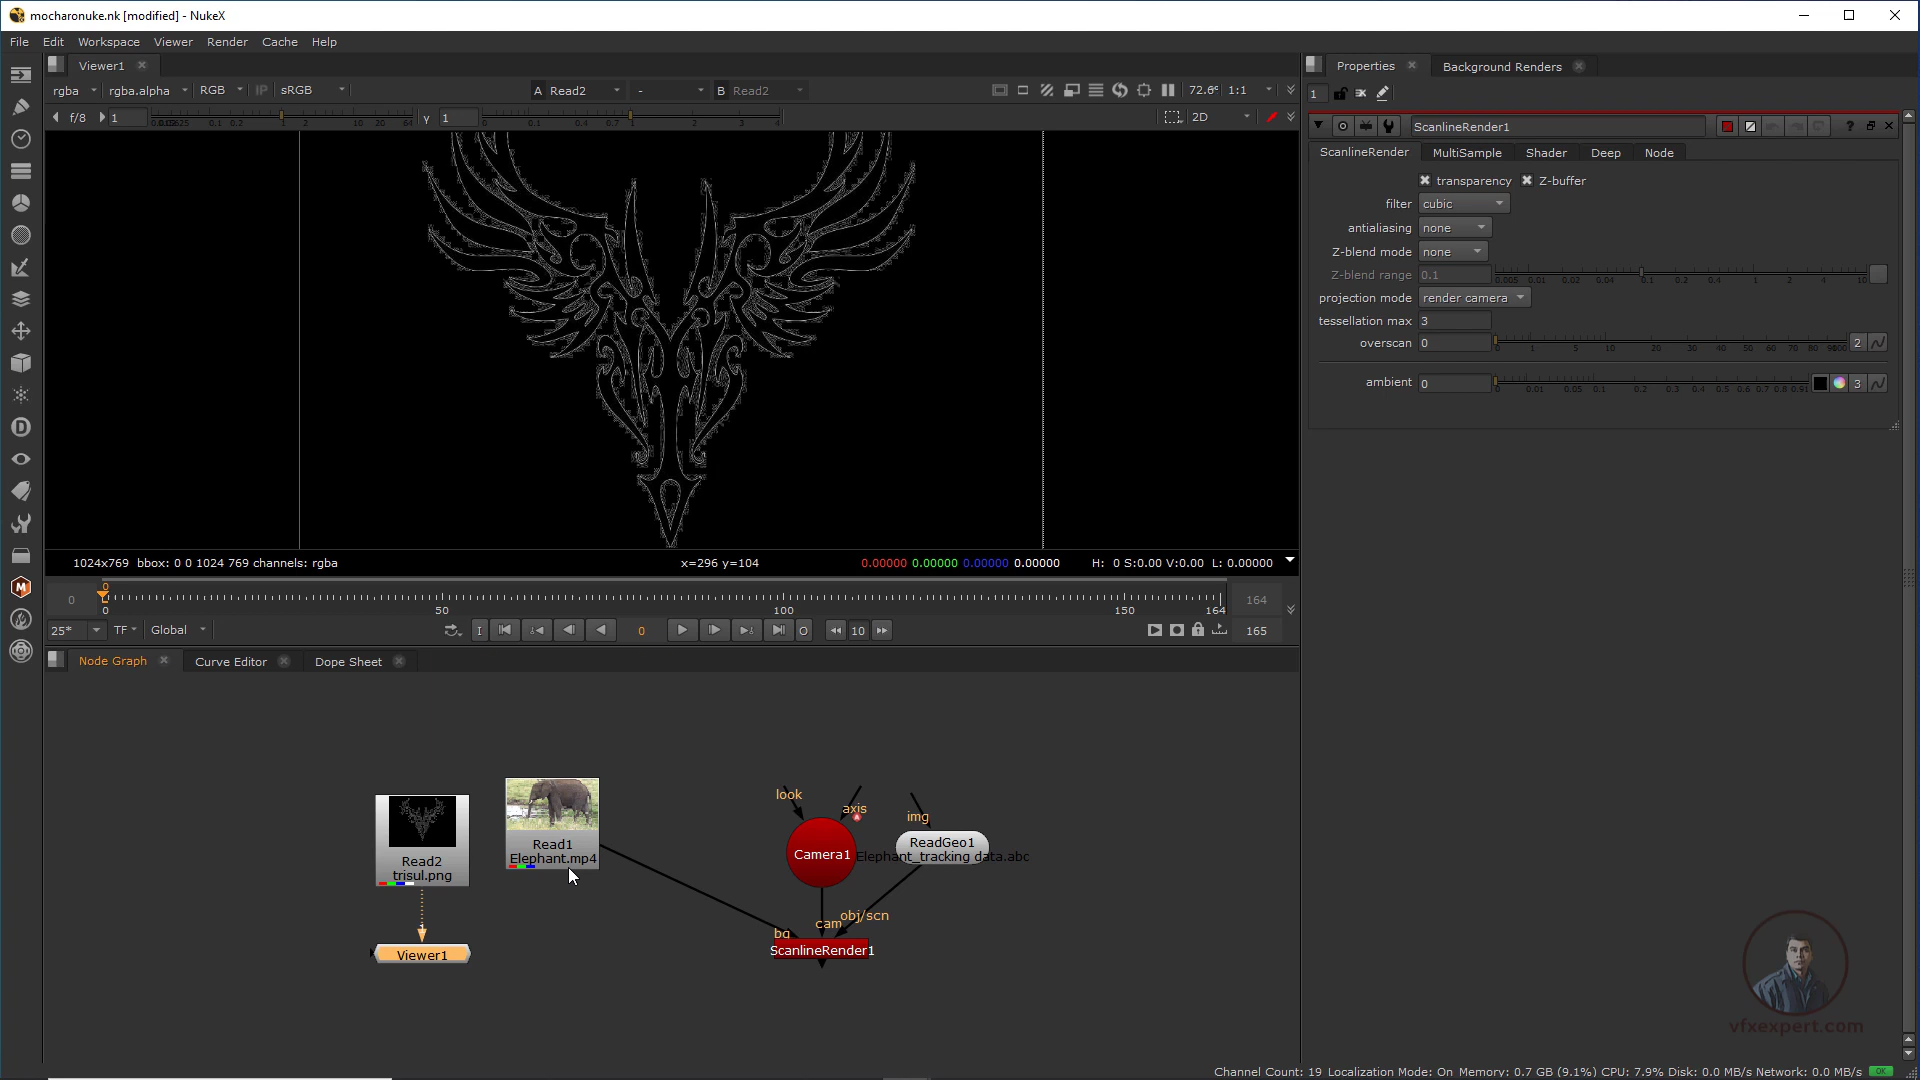 mocharonuke.nk [modified] - NukeX
File Edit Workspace Viewer Render Cache Help
Viewer1
rgba rgba.alpha RGB IP sRGB A Read2 - B Read2 1:1
f/8 1 y 1 2D
1024x769 bbox: 0 0 1024 769 channels: rgba x=296 y=104 0.00000 0.00000 0.00000 0.00000 H: 0 S:0.00 V:0.00 L: 0.00000
0
0 0 50 100 150 164 164
25* TF Global I 0 O 10 165
Node Graph Curve Editor Dope Sheet
Read2
trisul.png
Viewer1
Read1
Elephant.mp4
look
axis
img
Camera1
ReadGeo1
Elephant_tracking data.abc
bg
cam
obj/scn
ScanlineRender1
Properties Background Renders
1
ScanlineRender1
ScanlineRender MultiSample Shader Deep Node
transparency Z-buffer
filter cubic
antialiasing none
Z-blend mode none
Z-blend range 0.1
projection mode render camera
tessellation max 3
overscan 0 2
ambient 0 3
vfxexpert.com
Channel Count: 19 Localization Mode: On Memory: 0.7 GB (9.1%) CPU: 7.9% Disk: 0.0 MB/s Network: 0.0 MB/s OK